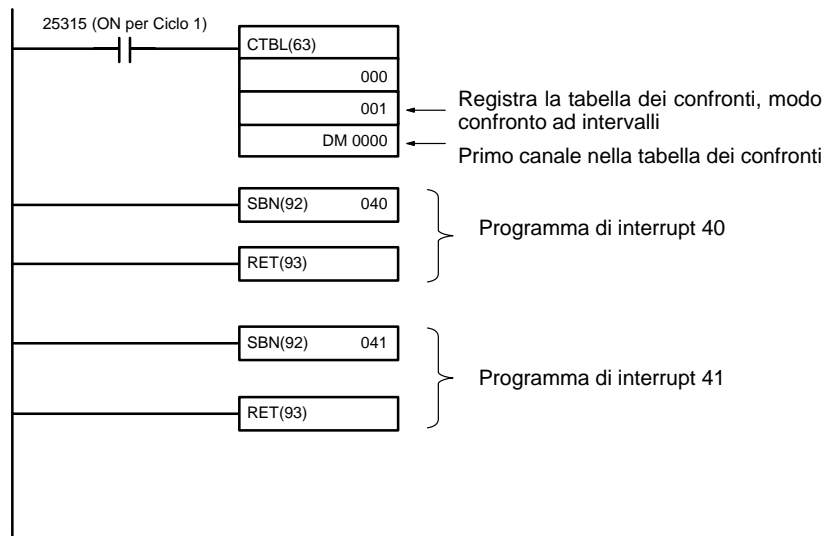 25315 (ON per Ciclo 1)
CTBL(63)
000
001
DM 0000
Registra la tabella dei confronti, modo
confronto ad intervalli
Primo canale nella tabella dei confronti
SBN(92) 040
RET(93)
Programma di interrupt 40
SBN(92) 041
RET(93)
Programma di interrupt 41